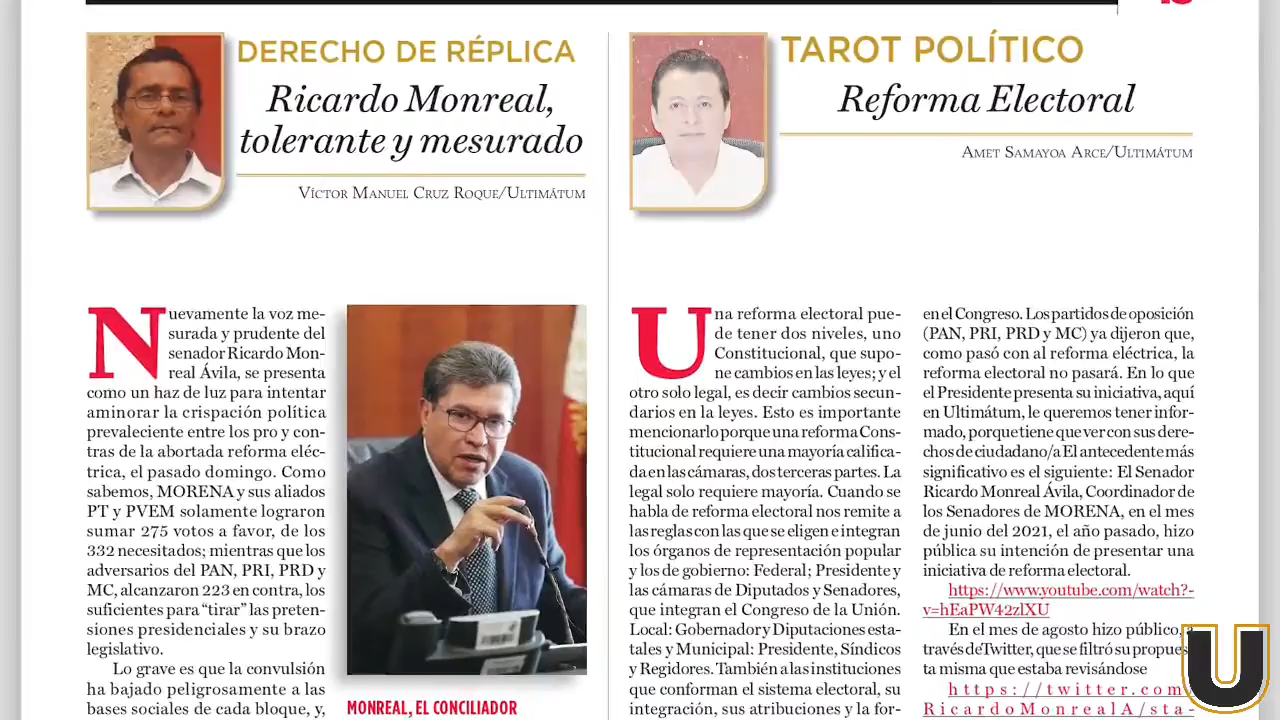 DERECHO DE RÉPLICA
Ricardo Monreal,
tolerante y mesurado
Víctor Manuel Cruz Roque/Ultimátum
Nuevamente la voz me-
surada y prudente del
senador Ricardo Mon-
real Ávila, se presenta
como un haz de luz para intentar
aminorar la crispación política
prevaleciente entre los pro y con-
tras de la abortada reforma eléc-
trica, el pasado domingo. Como
sabemos, MORENA y sus aliados
PT y PVEM solamente lograron
sumar 275 votos a favor, de los
332 necesitados; mientras que los
adversarios del PAN, PRI, PRD y
MC, alcanzaron 223 en contra, los
suficientes para “tirar” las preten-
siones presidenciales y su brazo
legislativo.
Lo grave es que la convulsión
ha bajado peligrosamente a las
bases sociales de cada bloque, y,
MONREAL, EL CONCILIADOR
TAROT POLÍTICO
Reforma Electoral
Amet Samayoa Arce/Ultimátum
Una reforma electoral pue-
de tener dos niveles, uno
Constitucional, que supo-
ne cambios en las leyes; y el
otro solo legal, es decir cambios secun-
darios en la leyes. Esto es importante
mencionarlo porque una reforma Cons-
titucional requiere una mayoría califica-
da en las cámaras, dos terceras partes. La
legal solo requiere mayoría. Cuando se
habla de reforma electoral nos remite a
las reglas con las que se eligen e integran
los órganos de representación popular
y los de gobierno: Federal; Presidente y
las cámaras de Diputados y Senadores,
que integran el Congreso de la Unión.
Local: Gobernador y Diputaciones esta-
tales y Municipal: Presidente, Síndicos
y Regidores. También a las instituciones
que conforman el sistema electoral, su
integración, sus atribuciones y la for-
en el Congreso. Los partidos de oposición
(PAN, PRI, PRD y MC) ya dijeron que,
como pasó con al reforma eléctrica, la
reforma electoral no pasará. En lo que
el Presidente presenta su iniciativa, aquí
en Ultimátum, le queremos tener infor-
mado, porque tiene que ver con sus dere-
chos de ciudadano/a El antecedente más
significativo es el siguiente: El Senador
Ricardo Monreal Ávila, Coordinador de
los Senadores de MORENA, en el mes
de junio del 2021, el año pasado, hizo
pública su intención de presentar una
iniciativa de reforma electoral.
https://www.youtube.com/watch?-
v=hEaPW42zlXU
En el mes de agosto hizo público, a
través de Twitter, que se filtró su propues-
ta misma que estaba revisándose
https://twitter.com
RicardoMonrealA/sta-
U